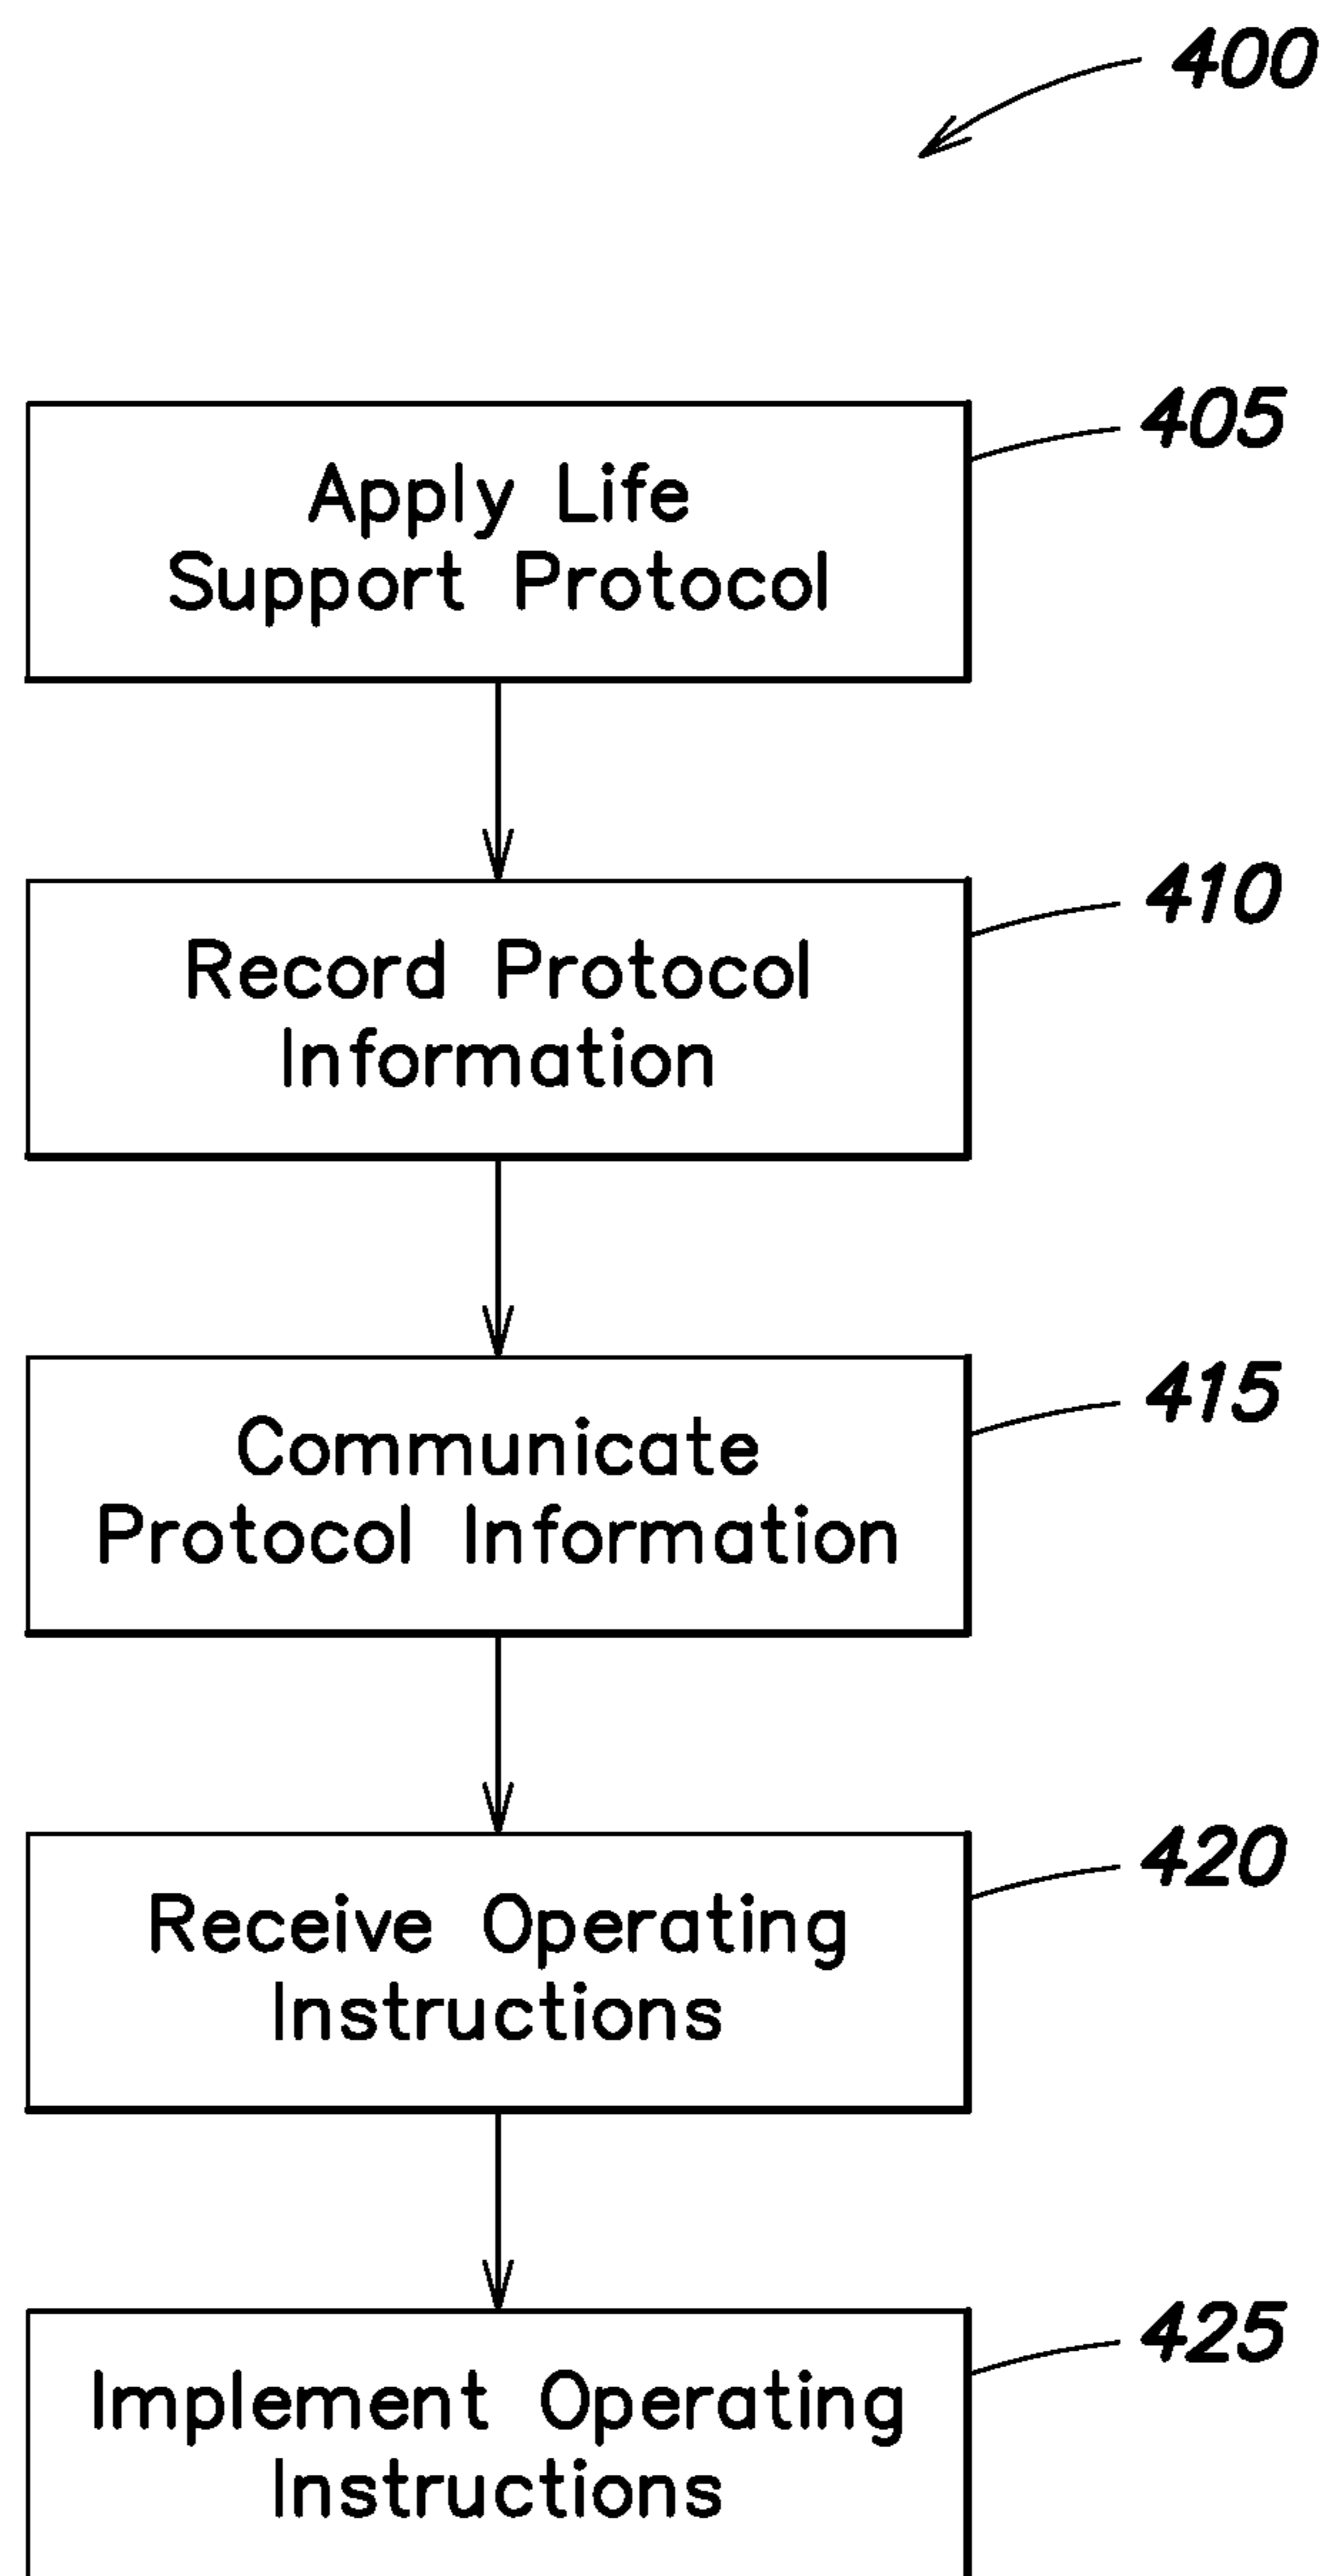 400
405
Apply Life
Support Protocol
410
Record Protocol
Information
415
Communicate
Protocol Information
420
Receive Operating
Instructions
425
Implement Operating
Instructions